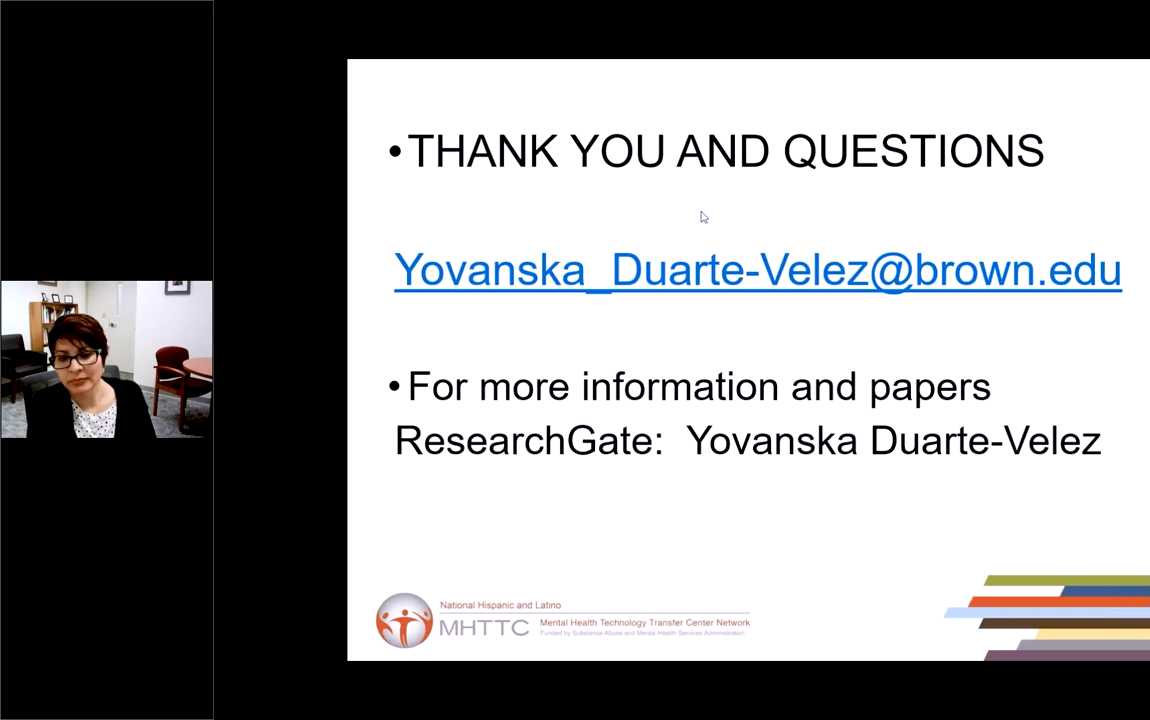 •THANK YOU AND QUESTIONS
Yovanska_Duarte-Velez@brown.edu
•For more information and papers
ResearchGate: Yovanska Duarte-Velez
National Hispanic and Latino
MHTTC Mental Health Technology Transfer Center Network
Funded by Substance Abuse and Mental Health Services Administration